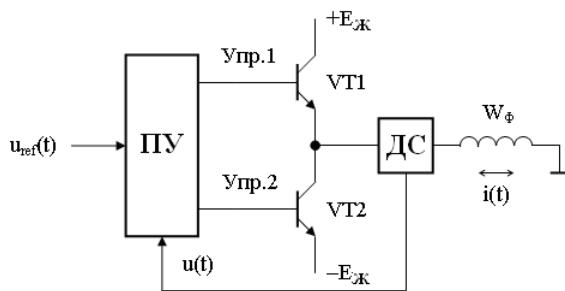 +EЖ
Упр.1
VT1
uref(t)
ПУ
ДС
WФ
i(t)
Упр.2
VT2
u(t)
–EЖ